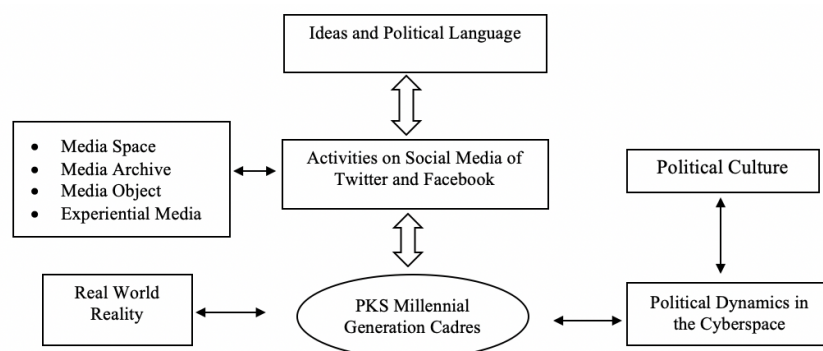 Ideas and Political Language
• Media Space
• Media Archive
• Media Object
• Experiential Media
Activities on Social Media of
Twitter and Facebook
Political Culture
Real World
Reality
PKS Millennial
Generation Cadres
Political Dynamics in
the Cyberspace